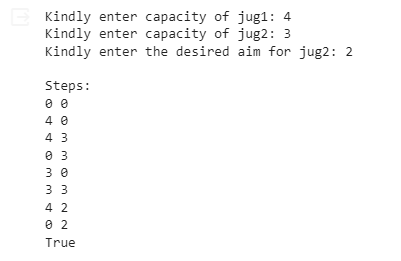 Kindly enter capacity of jug1: 4
Kindly enter capacity of jug2: 3
Kindly enter the desired aim for jug2: 2
Steps:
0 0
4 0
4 3
0 3
3 0
3 3
4 2
0 2
True